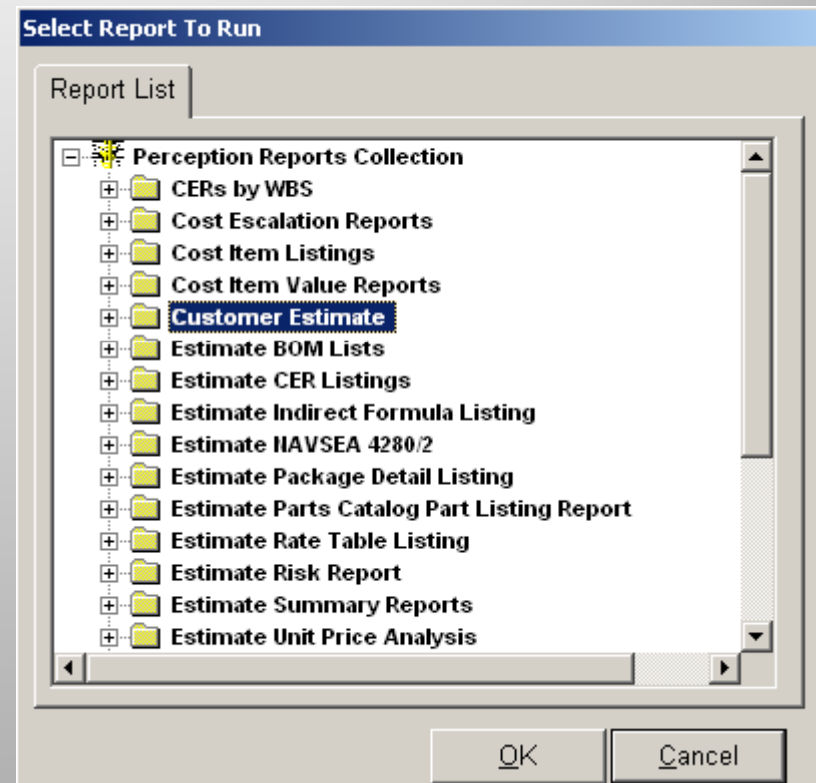 Select Report To Run
Report List
Perception Reports Collection
CERs by WBS
Cost Escalation Reports
Cost Item Listings
Cost Item Value Reports
Customer Estimate
Estimate BOM Lists
Estimate CER Listings
Estimate Indirect Formula Listing
Estimate NAVSEA 4280/2
Estimate Package Detail Listing
Estimate Parts Catalog Part Listing Report
Estimate Rate Table Listing
Estimate Risk Report
Estimate Summary Reports
Estimate Unit Price Analysis
OK Cancel